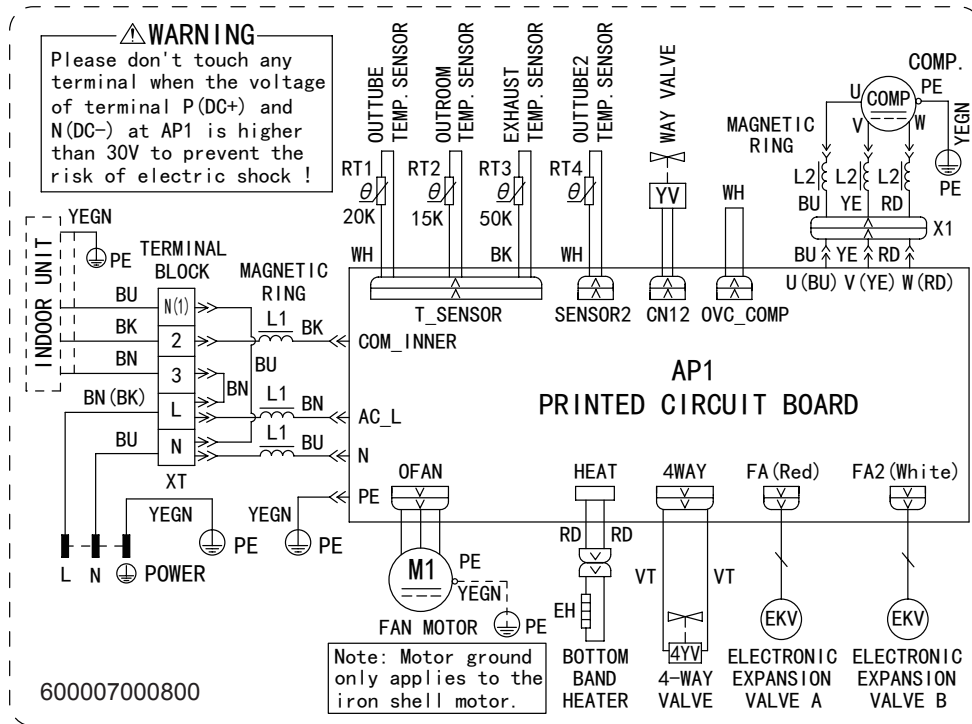 WARNING
Please don't touch any
terminal when the voltage
of terminal P(DC+) and
N(DC-) at AP1 is higher
than 30V to prevent the
risk of electric shock !
OUTTUBE
TEMP. SENSOR
OUTROOM
TEMP. SENSOR
EXHAUST
TEMP. SENSOR
OUTTUBE2
TEMP. SENSOR
WAY VALVE
COMP.
U
COMP
PE
V
W
YEGN
MAGNETIC
RING
PE
RT1
RT2
RT3
RT4
θ
θ
θ
θ
20K
15K
50K
YV
WH
L2
L2
L2
BU
YE
RD
X1
WH
BK
WH
BU
YE
RD
U(BU) V(YE) W(RD)
T_SENSOR
SENSOR2
CN12
OVC_COMP
YEGN
PE
INDOOR UNIT
TERMINAL
BLOCK
MAGNETIC
RING
BU
N(1)
BK
2
L1
BK
COM_INNER
BN
3
BU
BN
BN(BK)
L
L1
BN
AC_L
BU
N
L1
BU
N
XT
AP1
PRINTED CIRCUIT BOARD
YEGN
PE
YEGN
PE
PE
L
N
POWER
OFAN
HEAT
4WAY
FA(Red)
FA2(White)
M1
PE
YEGN
PE
FAN MOTOR
RD
RD
EH
BOTTOM
BAND
HEATER
VT
VT
4YV
4-WAY
VALVE
EKV
ELECTRONIC
EXPANSION
VALVE A
EKV
ELECTRONIC
EXPANSION
VALVE B
Note: Motor ground
only applies to the
iron shell motor.
600007000800